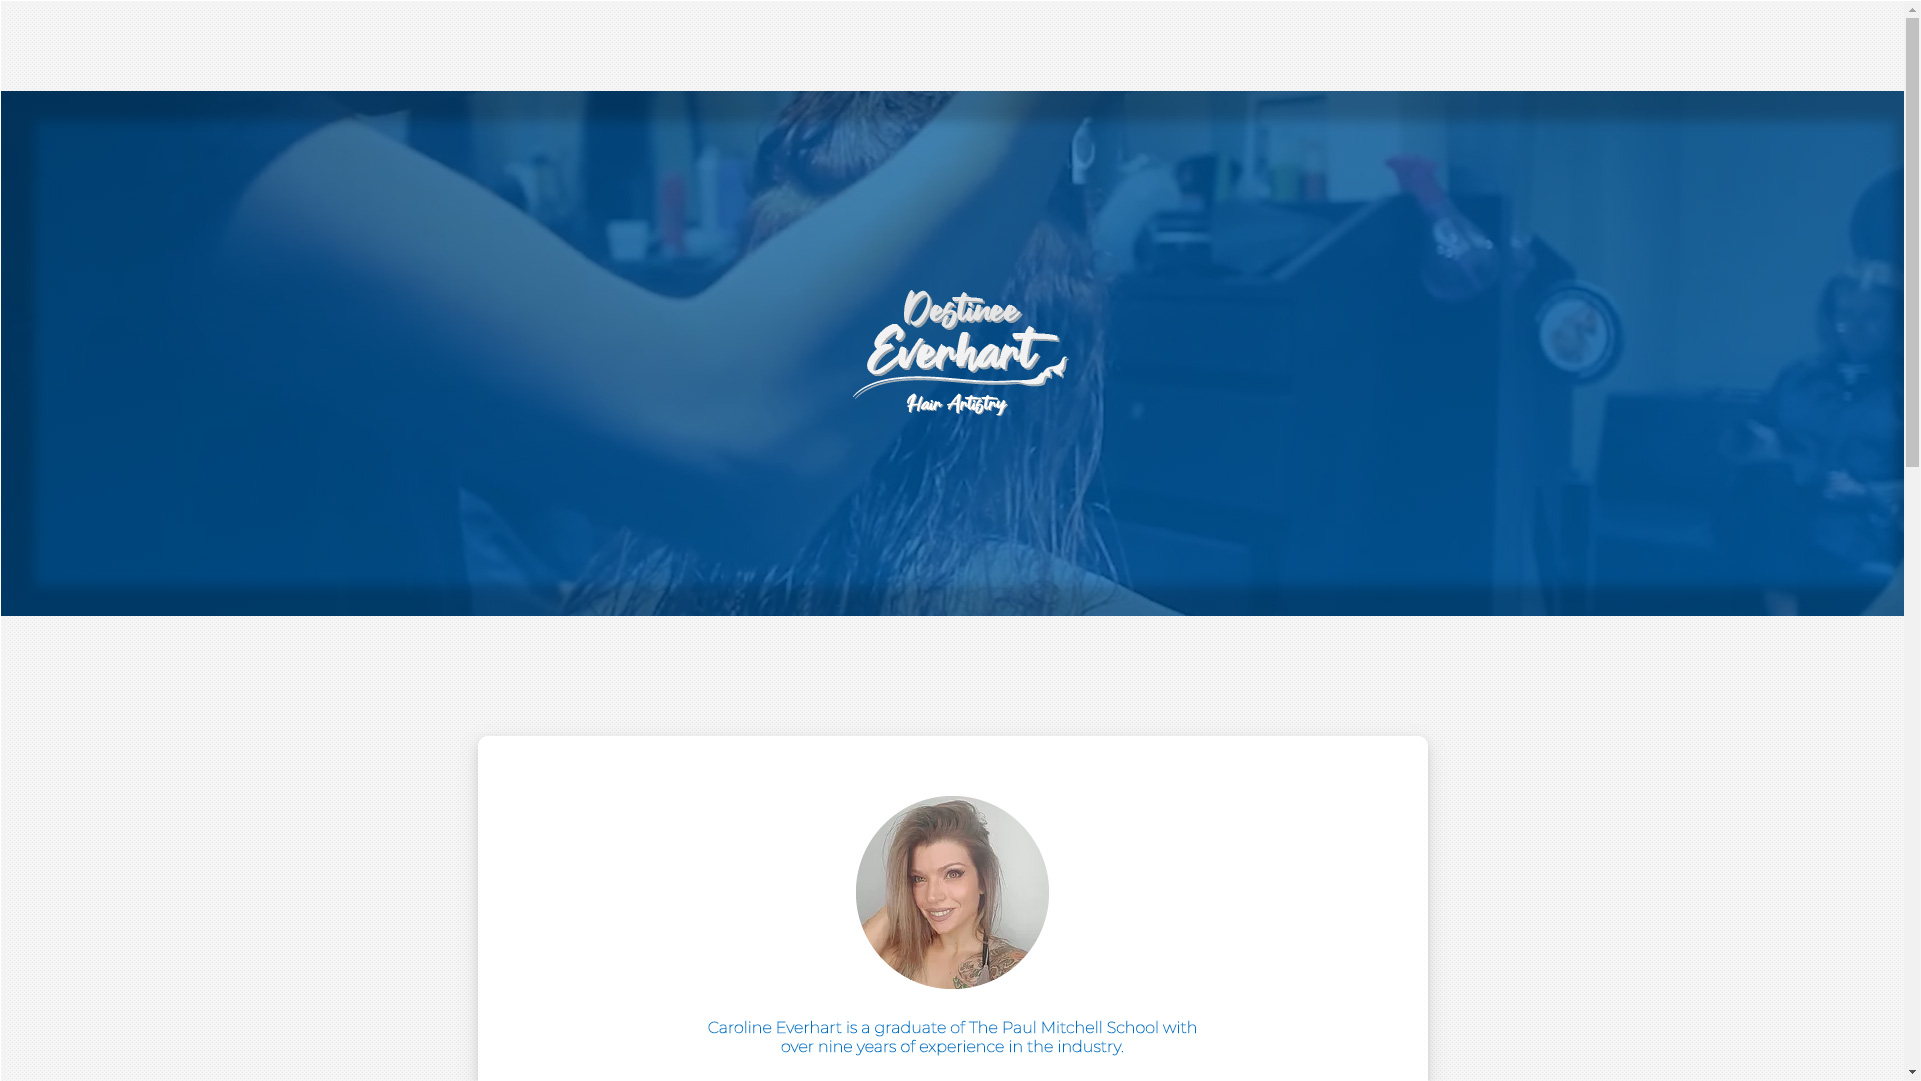 Destinee
Everhart
Hair Artistry
Caroline Everhart is a graduate of The Paul Mitchell School with
over nine years of experience in the industry.